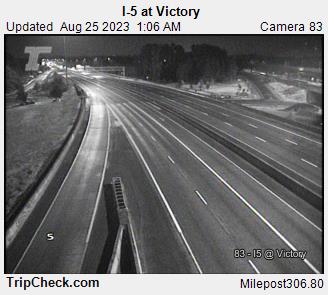 I-5 at Victory
Updated Aug 25 2023 1:06 AM Camera 83
S
83 - I5 @ Victory
TripCheck.com Milepost306.80